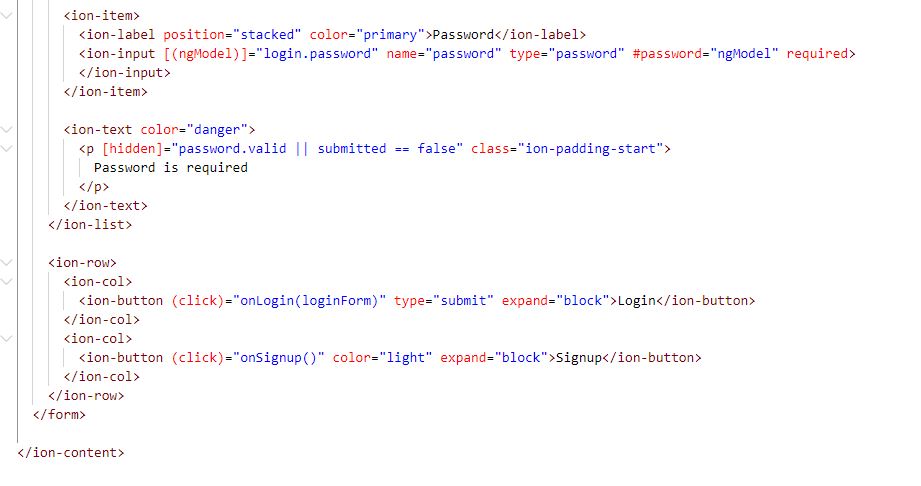 <ion-item>
<ion-label position="stacked" color="primary">Password</ion-label>
<ion-input [(ngModel)]="login.password" name="password" type="password" #password="ngModel" required>
</ion-input>
</ion-item>
<ion-text color="danger">
<p [hidden]="password.valid || submitted == false" class="ion-padding-start">
Password is required
</p>
</ion-text>
</ion-list>
<ion-row>
<ion-col>
<ion-button (click)="onLogin(loginForm)" type="submit" expand="block">Login</ion-button>
</ion-col>
<ion-col>
<ion-button (click)="onSignup()" color="light" expand="block">Signup</ion-button>
</ion-col>
</ion-row>
</form>
</ion-content>